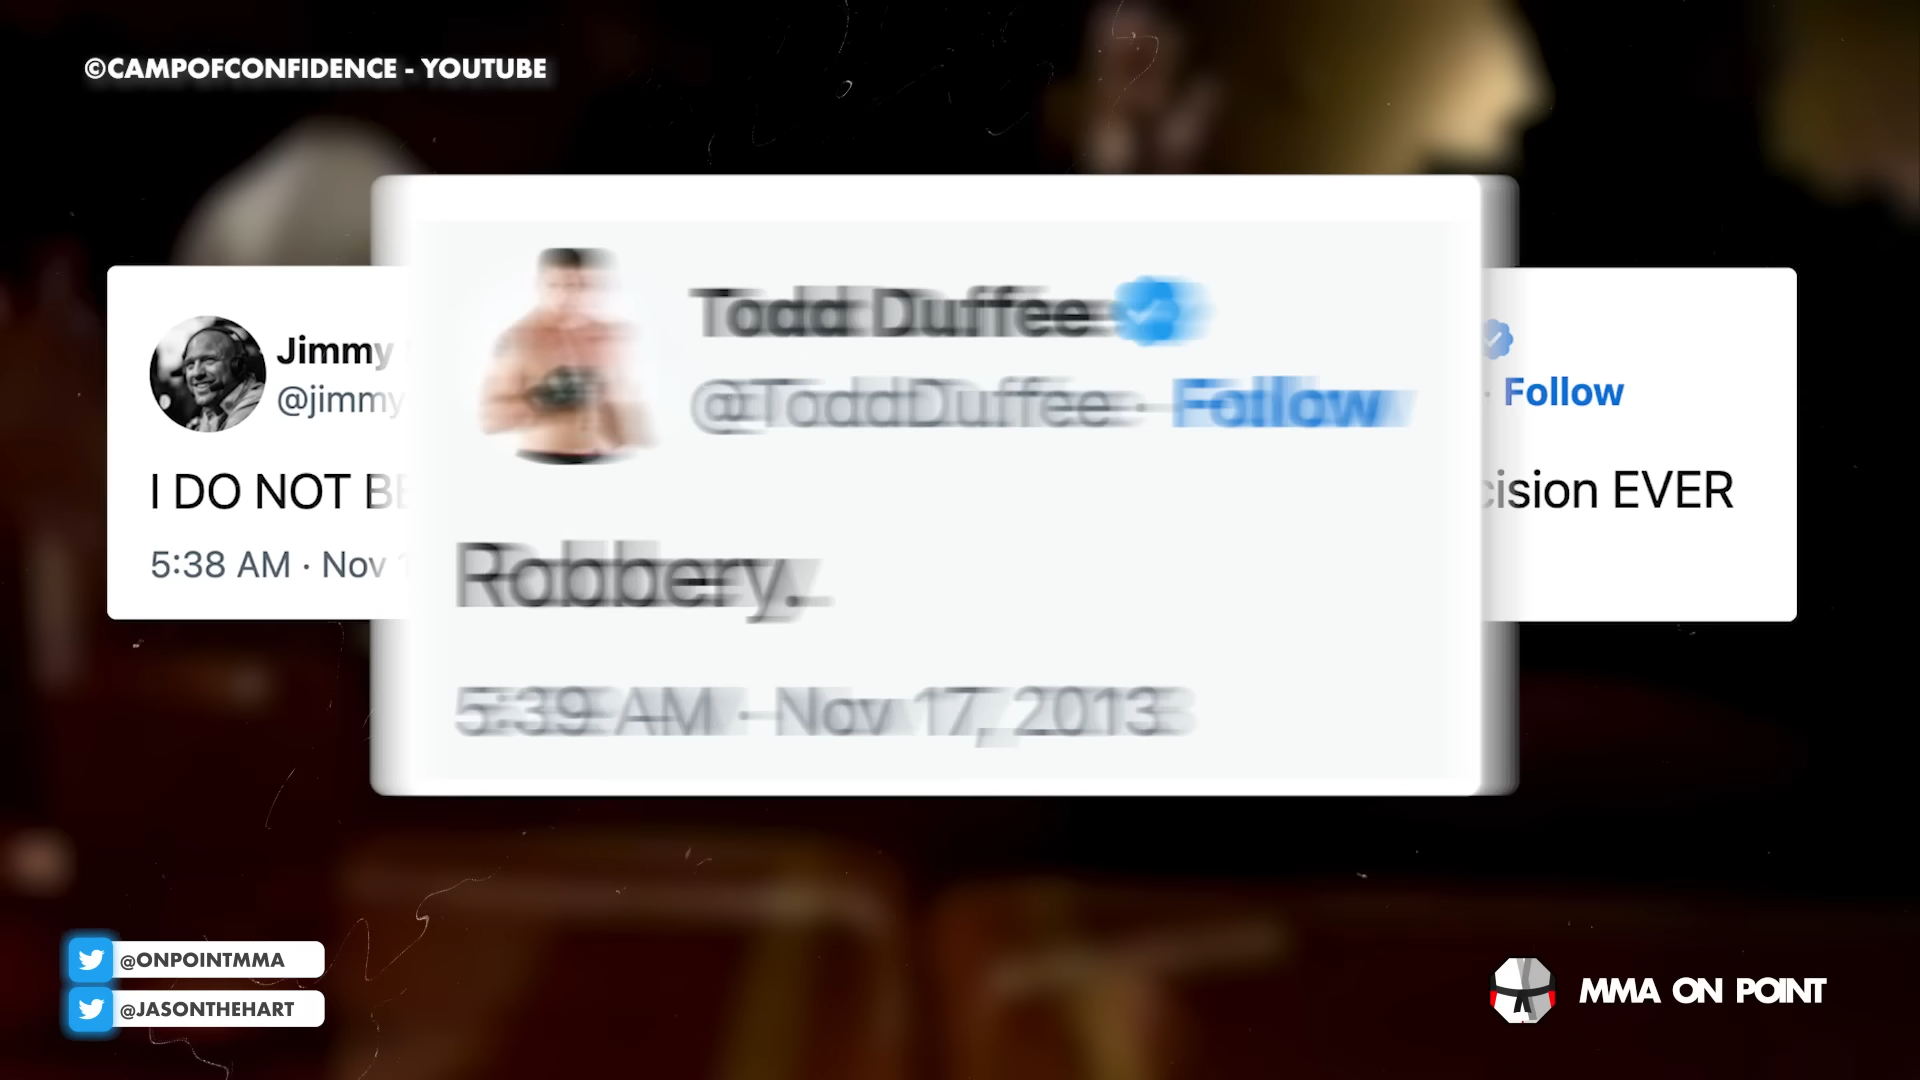 ©CAMPOFCONFIDENCE - YOUTUBE
Todd Duffee
@ToddDuffee · Follow
Robbery.
5:39 AM · Nov 17, 2013
Jimmy
@jimmy
I DO NOT
5:38 AM · Nov
Follow
EVER
@ONPOINTMMA
@JASONTHEHART
MMA ON POINT